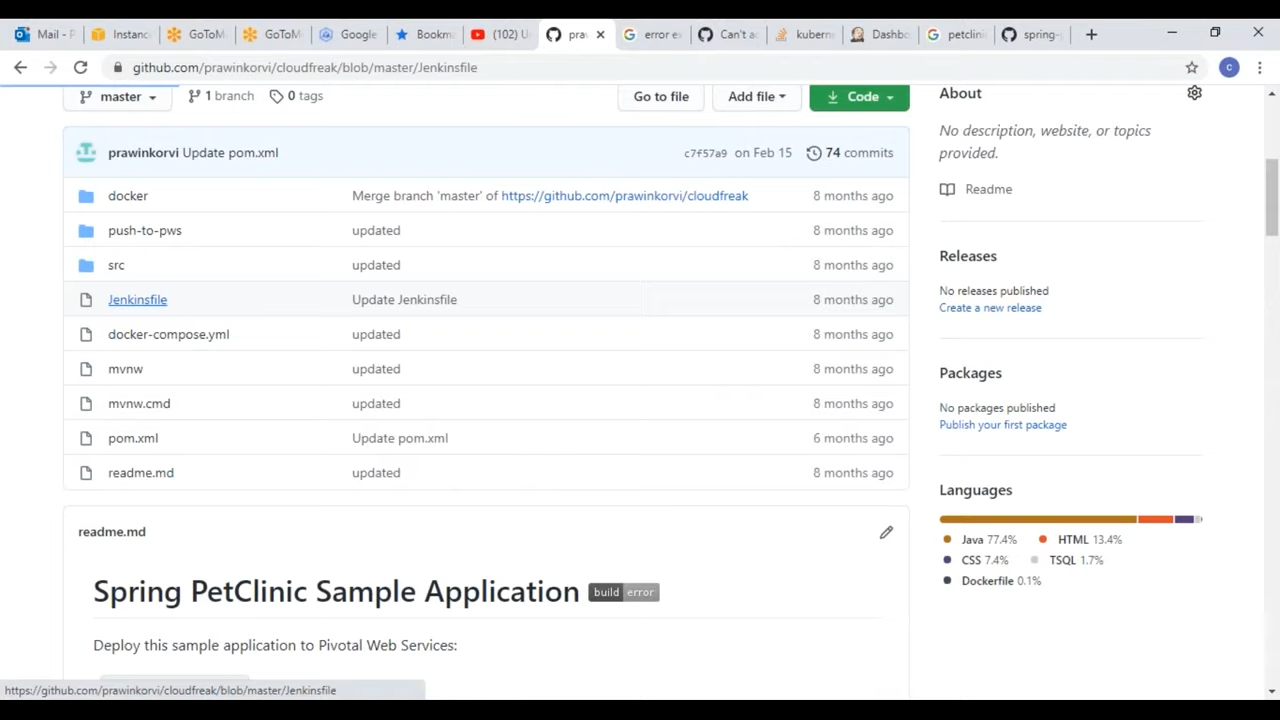 Mail - P
Instanc
GoToM
GoToM
Google
Bookm
(102) U
pra
error e
Can't a
kubern
Dashb
petclini
spring-
github.com/prawinkorvi/cloudfreak/blob/master/Jenkinsfile
c
master
1 branch
0 tags
Go to file
Add file
Code
prawinkorvi Update pom.xml
c7f57a9 on Feb 15
74 commits
docker Merge branch 'master' of https://github.com/prawinkorvi/cloudfreak 8 months ago
push-to-pws updated 8 months ago
src updated 8 months ago
Jenkinsfile Update Jenkinsfile 8 months ago
docker-compose.yml updated 8 months ago
mvnw updated 8 months ago
mvnw.cmd updated 8 months ago
pom.xml Update pom.xml 6 months ago
readme.md updated 8 months ago
readme.md
Spring PetClinic Sample Application build error
Deploy this sample application to Pivotal Web Services:
About
No description, website, or topics
provided.
Readme
Releases
No releases published
Create a new release
Packages
No packages published
Publish your first package
Languages
Java 77.4% HTML 13.4%
CSS 7.4% TSQL 1.7%
Dockerfile 0.1%
https://github.com/prawinkorvi/cloudfreak/blob/master/Jenkinsfile